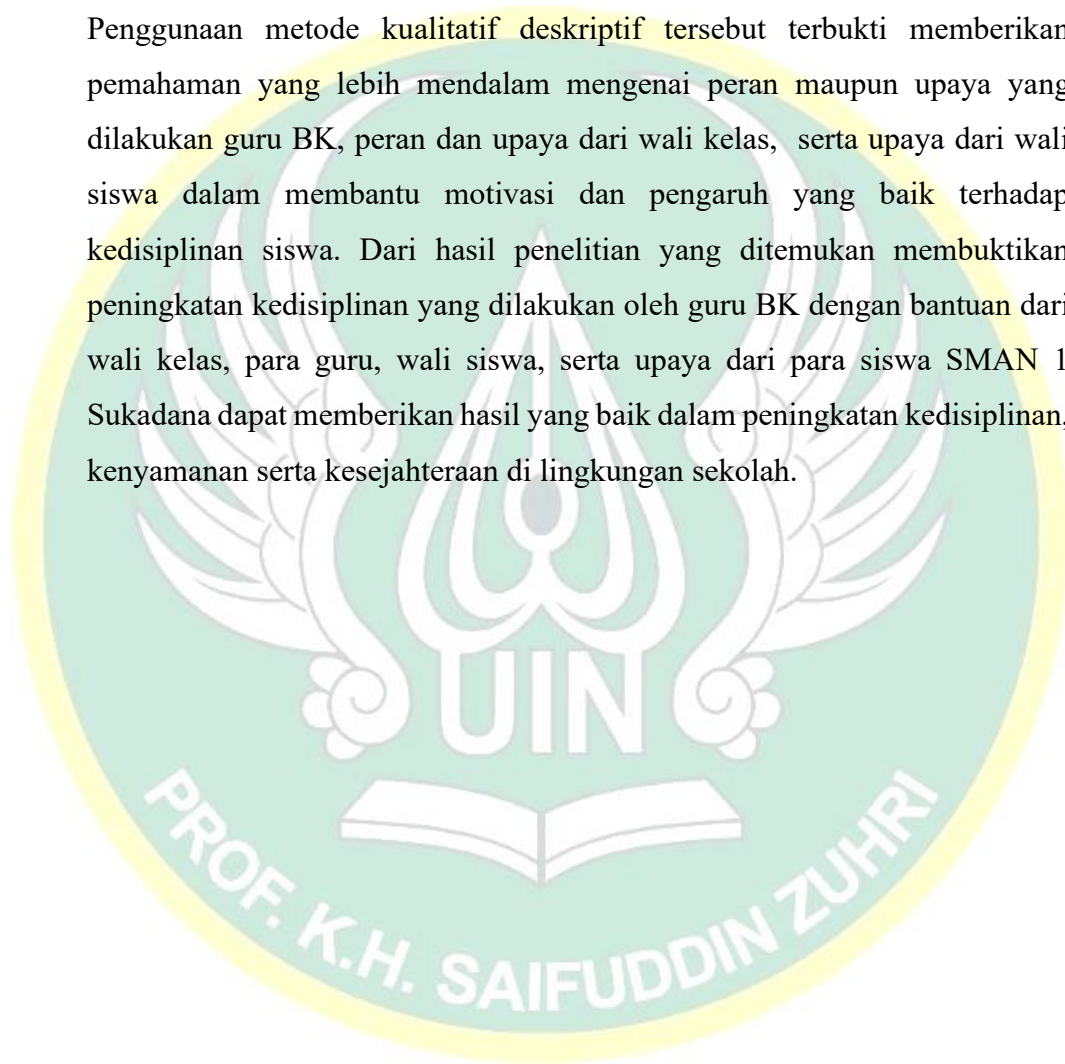 Penggunaan metode kualitatif deskriptif tersebut terbukti memberikan
pemahaman yang lebih mendalam mengenai peran maupun upaya yang
dilakukan guru BK, peran dan upaya dari wali kelas, serta upaya dari wali
siswa dalam membantu motivasi dan pengaruh yang baik terhadap
kedisiplinan siswa. Dari hasil penelitian yang ditemukan membuktikan
peningkatan kedisiplinan yang dilakukan oleh guru BK dengan bantuan dari
wali kelas, para guru, wali siswa, serta upaya dari para siswa SMAN 1
Sukadana dapat memberikan hasil yang baik dalam peningkatan kedisiplinan,
kenyamanan serta kesejahteraan di lingkungan sekolah.
UIN
PROF. K.H. SAIFUDDIN ZUHRI